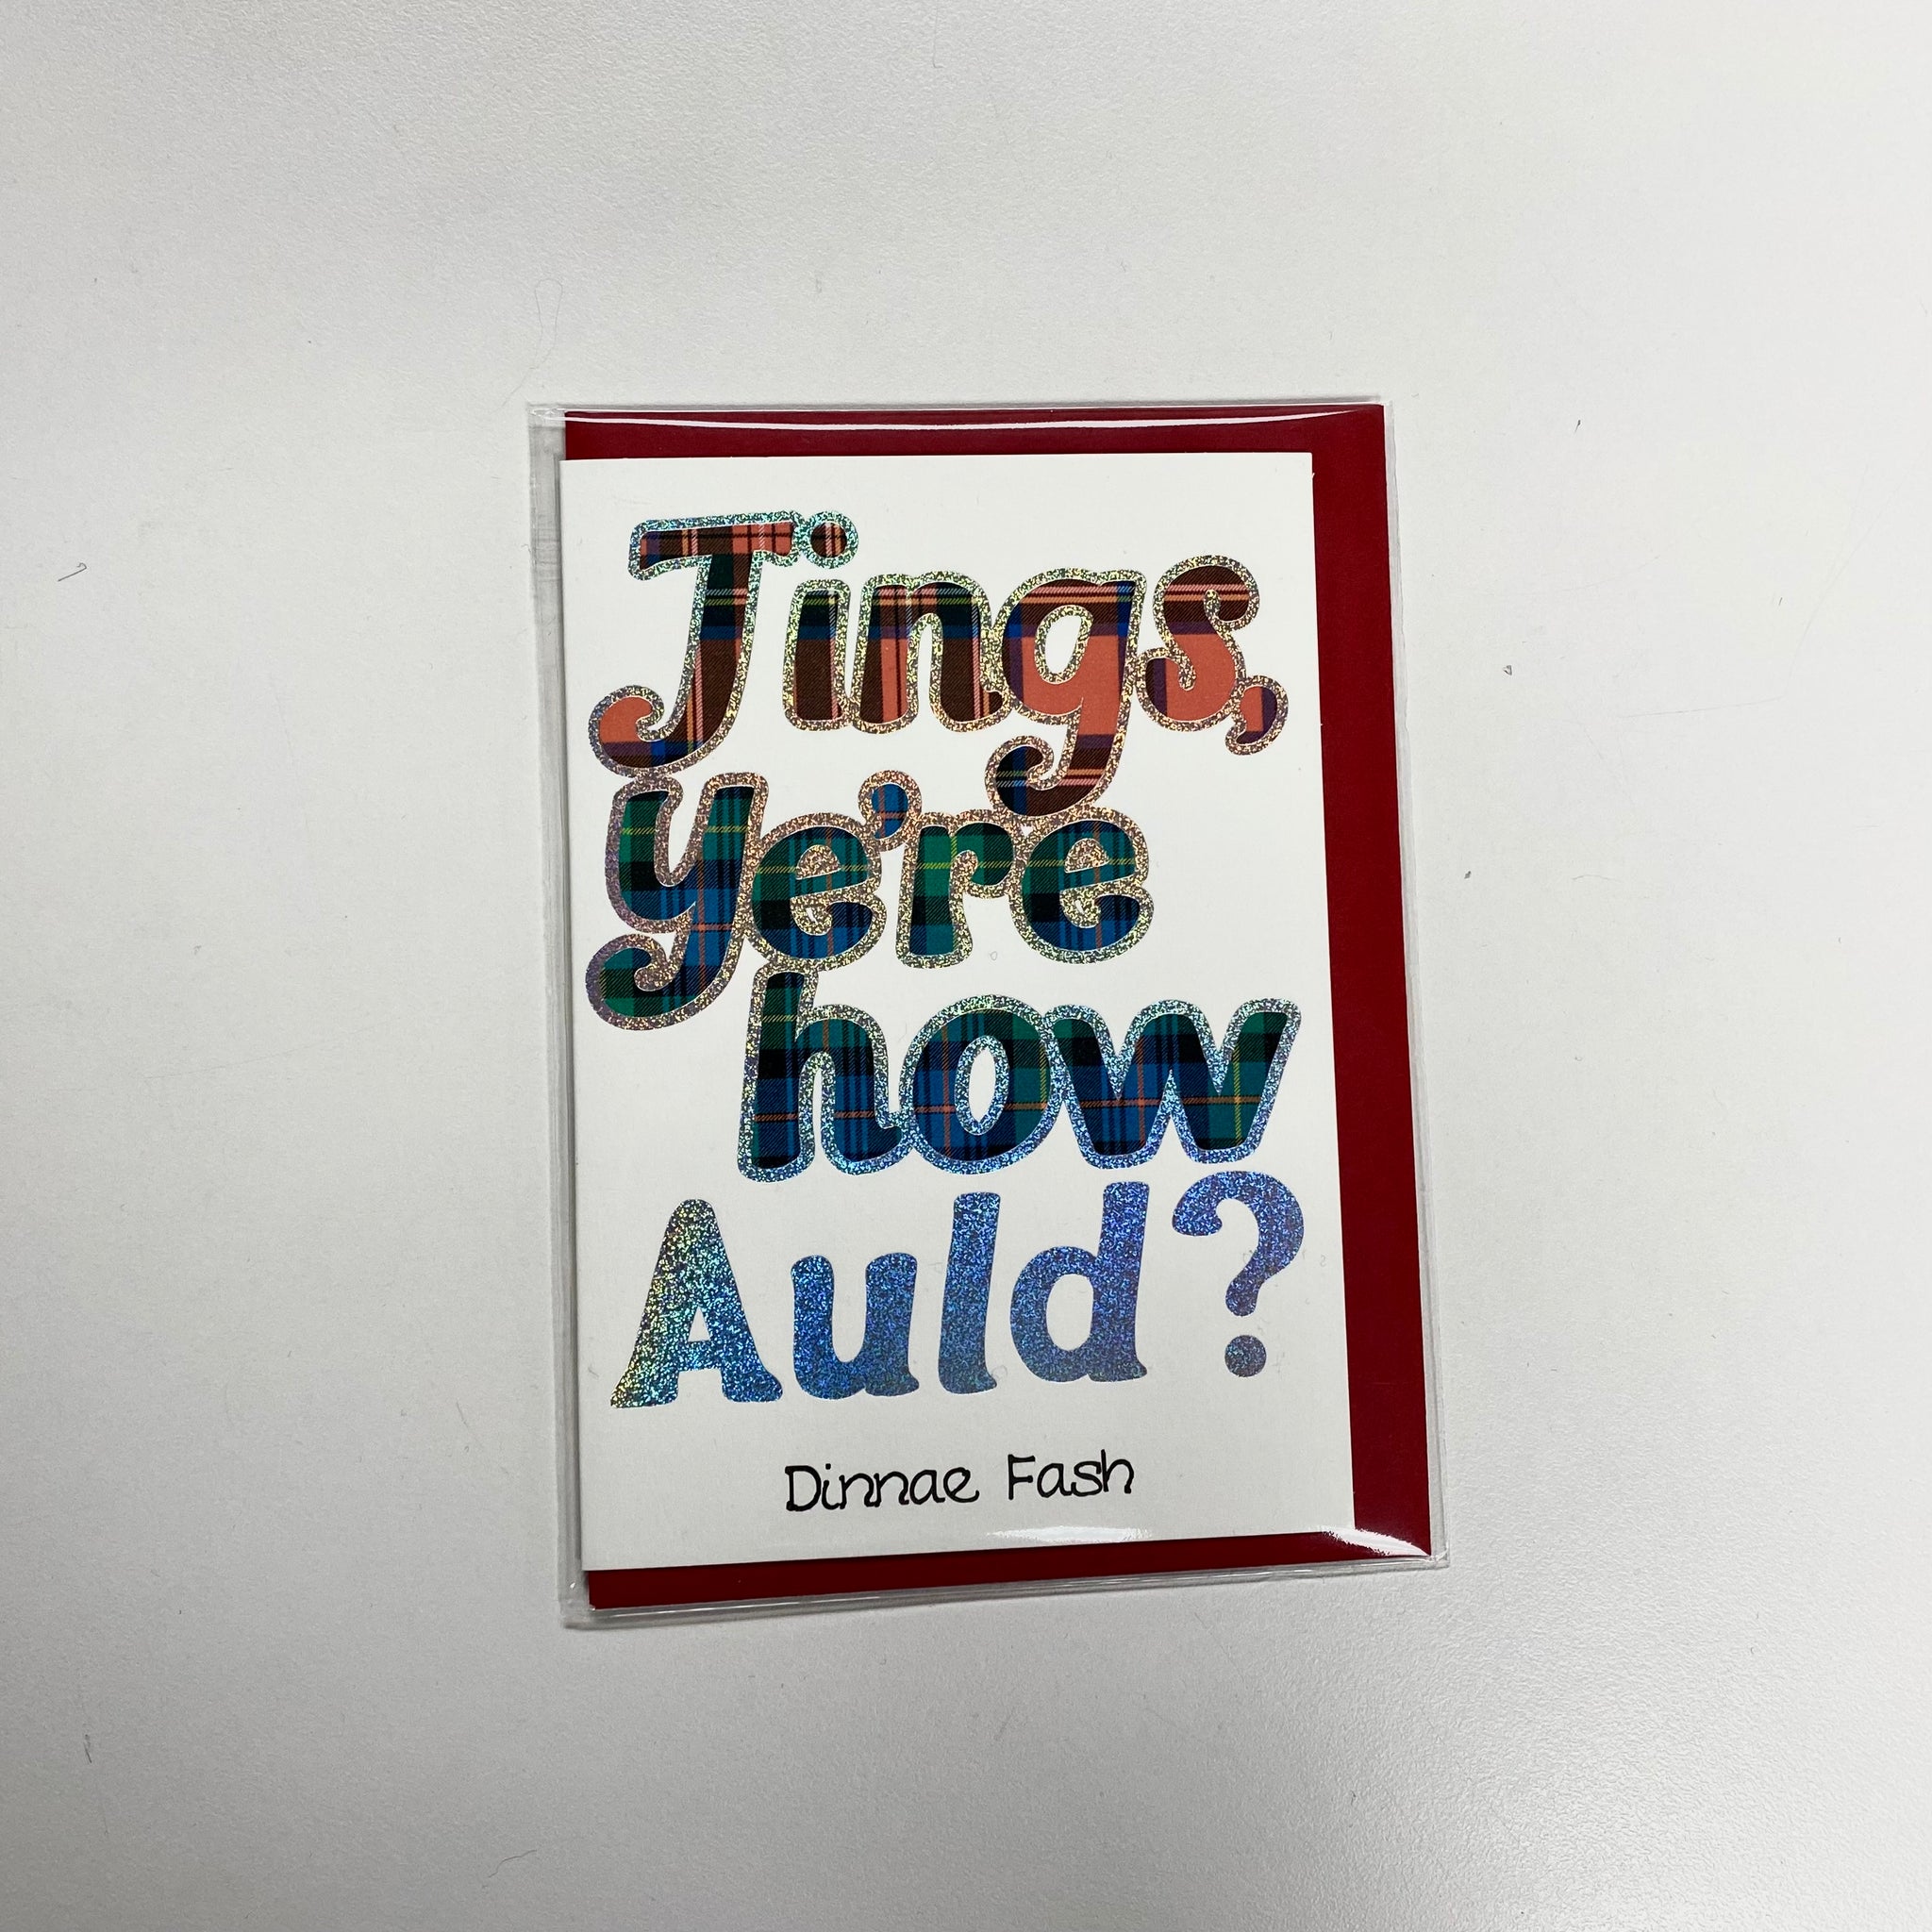 Jings,
Ye're
how
Auld?
Dinnae Fash